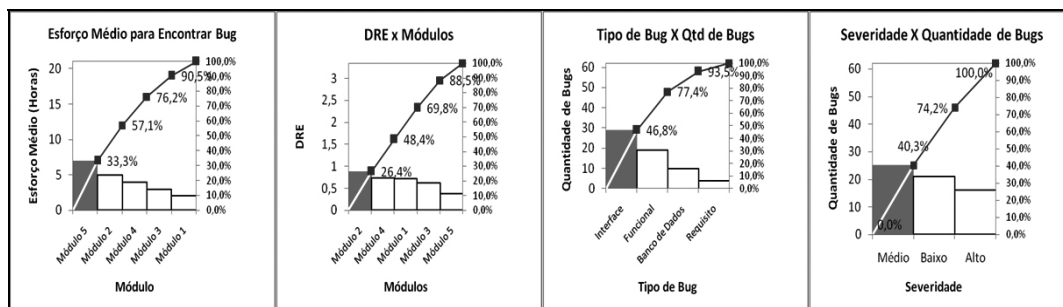 Esforço Médio para Encontrar Bug
Esforço Médio (Horas)
20
15
10
5
0
33,3%
57,1%
76,2%
90,5%
100,0%
90,0%
80,0%
70,0%
60,0%
50,0%
40,0%
30,0%
20,0%
10,0%
0,0%
Módulo 5
Módulo 2
Módulo 4
Módulo 3
Módulo 1
Módulo
DRE x Módulos
DRE
3
2,5
2
1,5
1
0,5
0
26,4%
48,4%
69,8%
88,5%
100,0%
90,0%
80,0%
70,0%
60,0%
50,0%
40,0%
30,0%
20,0%
10,0%
0,0%
Módulo 2
Módulo 4
Módulo 1
Módulo 3
Módulo 5
Módulos
Tipo de Bug X Qtd de Bugs
Quantidade de Bugs
60
50
40
30
20
10
0
46,8%
77,4%
93,5%
100,0%
90,0%
80,0%
70,0%
60,0%
50,0%
40,0%
30,0%
20,0%
10,0%
0,0%
Interface
Funcional
Banco de Dados
Requisito
Tipo de Bug
Severidade X Quantidade de Bugs
Quantidade de Bugs
60
50
40
30
20
10
0
0,0%
40,3%
74,2%
100,0%
100,0%
90,0%
80,0%
70,0%
60,0%
50,0%
40,0%
30,0%
20,0%
10,0%
0,0%
Médio
Baixo
Alto
Severidade